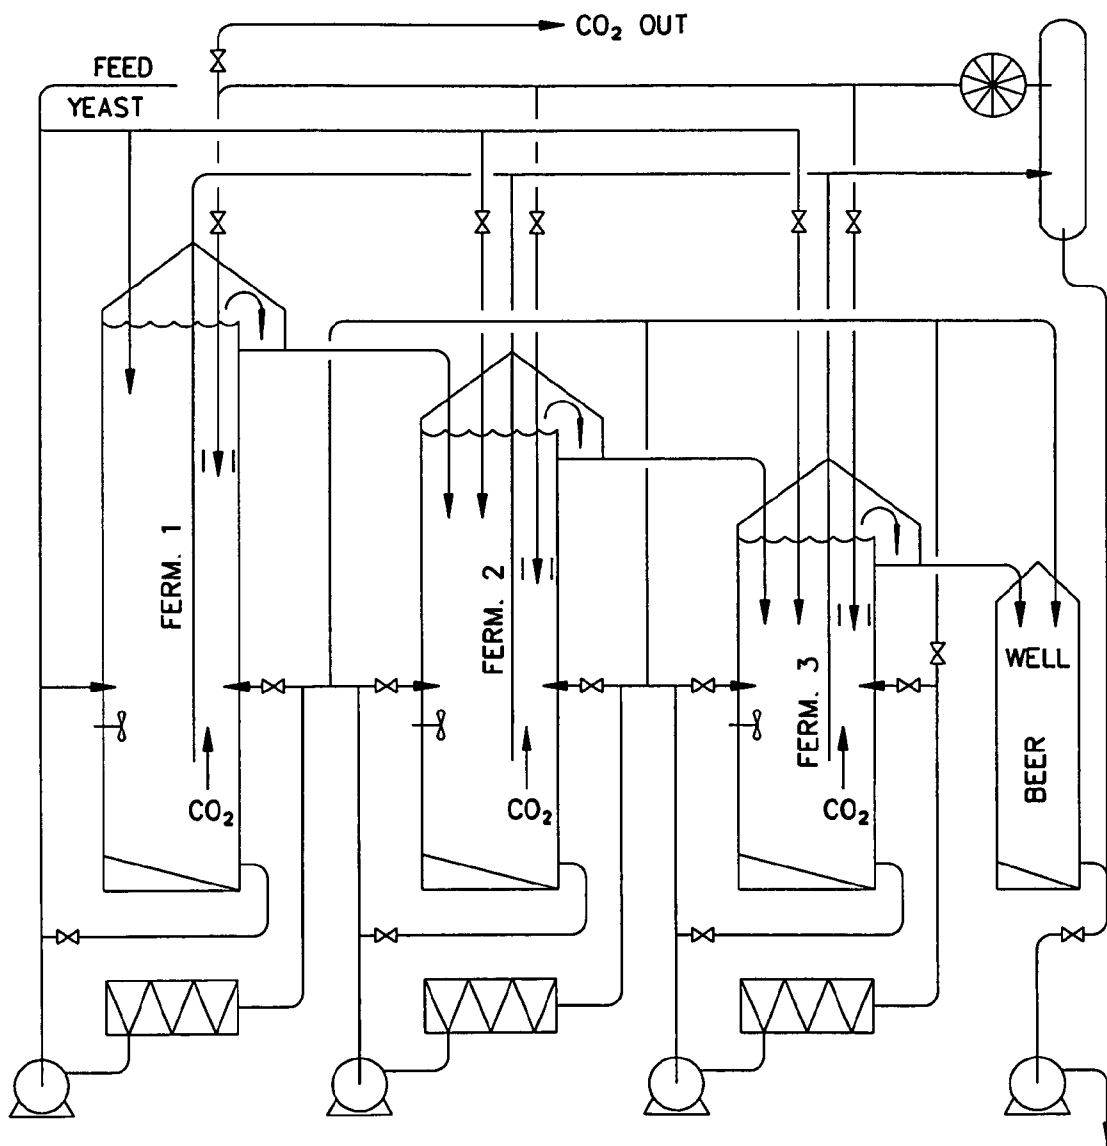 CO₂ OUT
FEED
YEAST
FERM. 1
FERM. 2
FERM. 3
WELL
BEER
CO₂
CO₂
CO₂